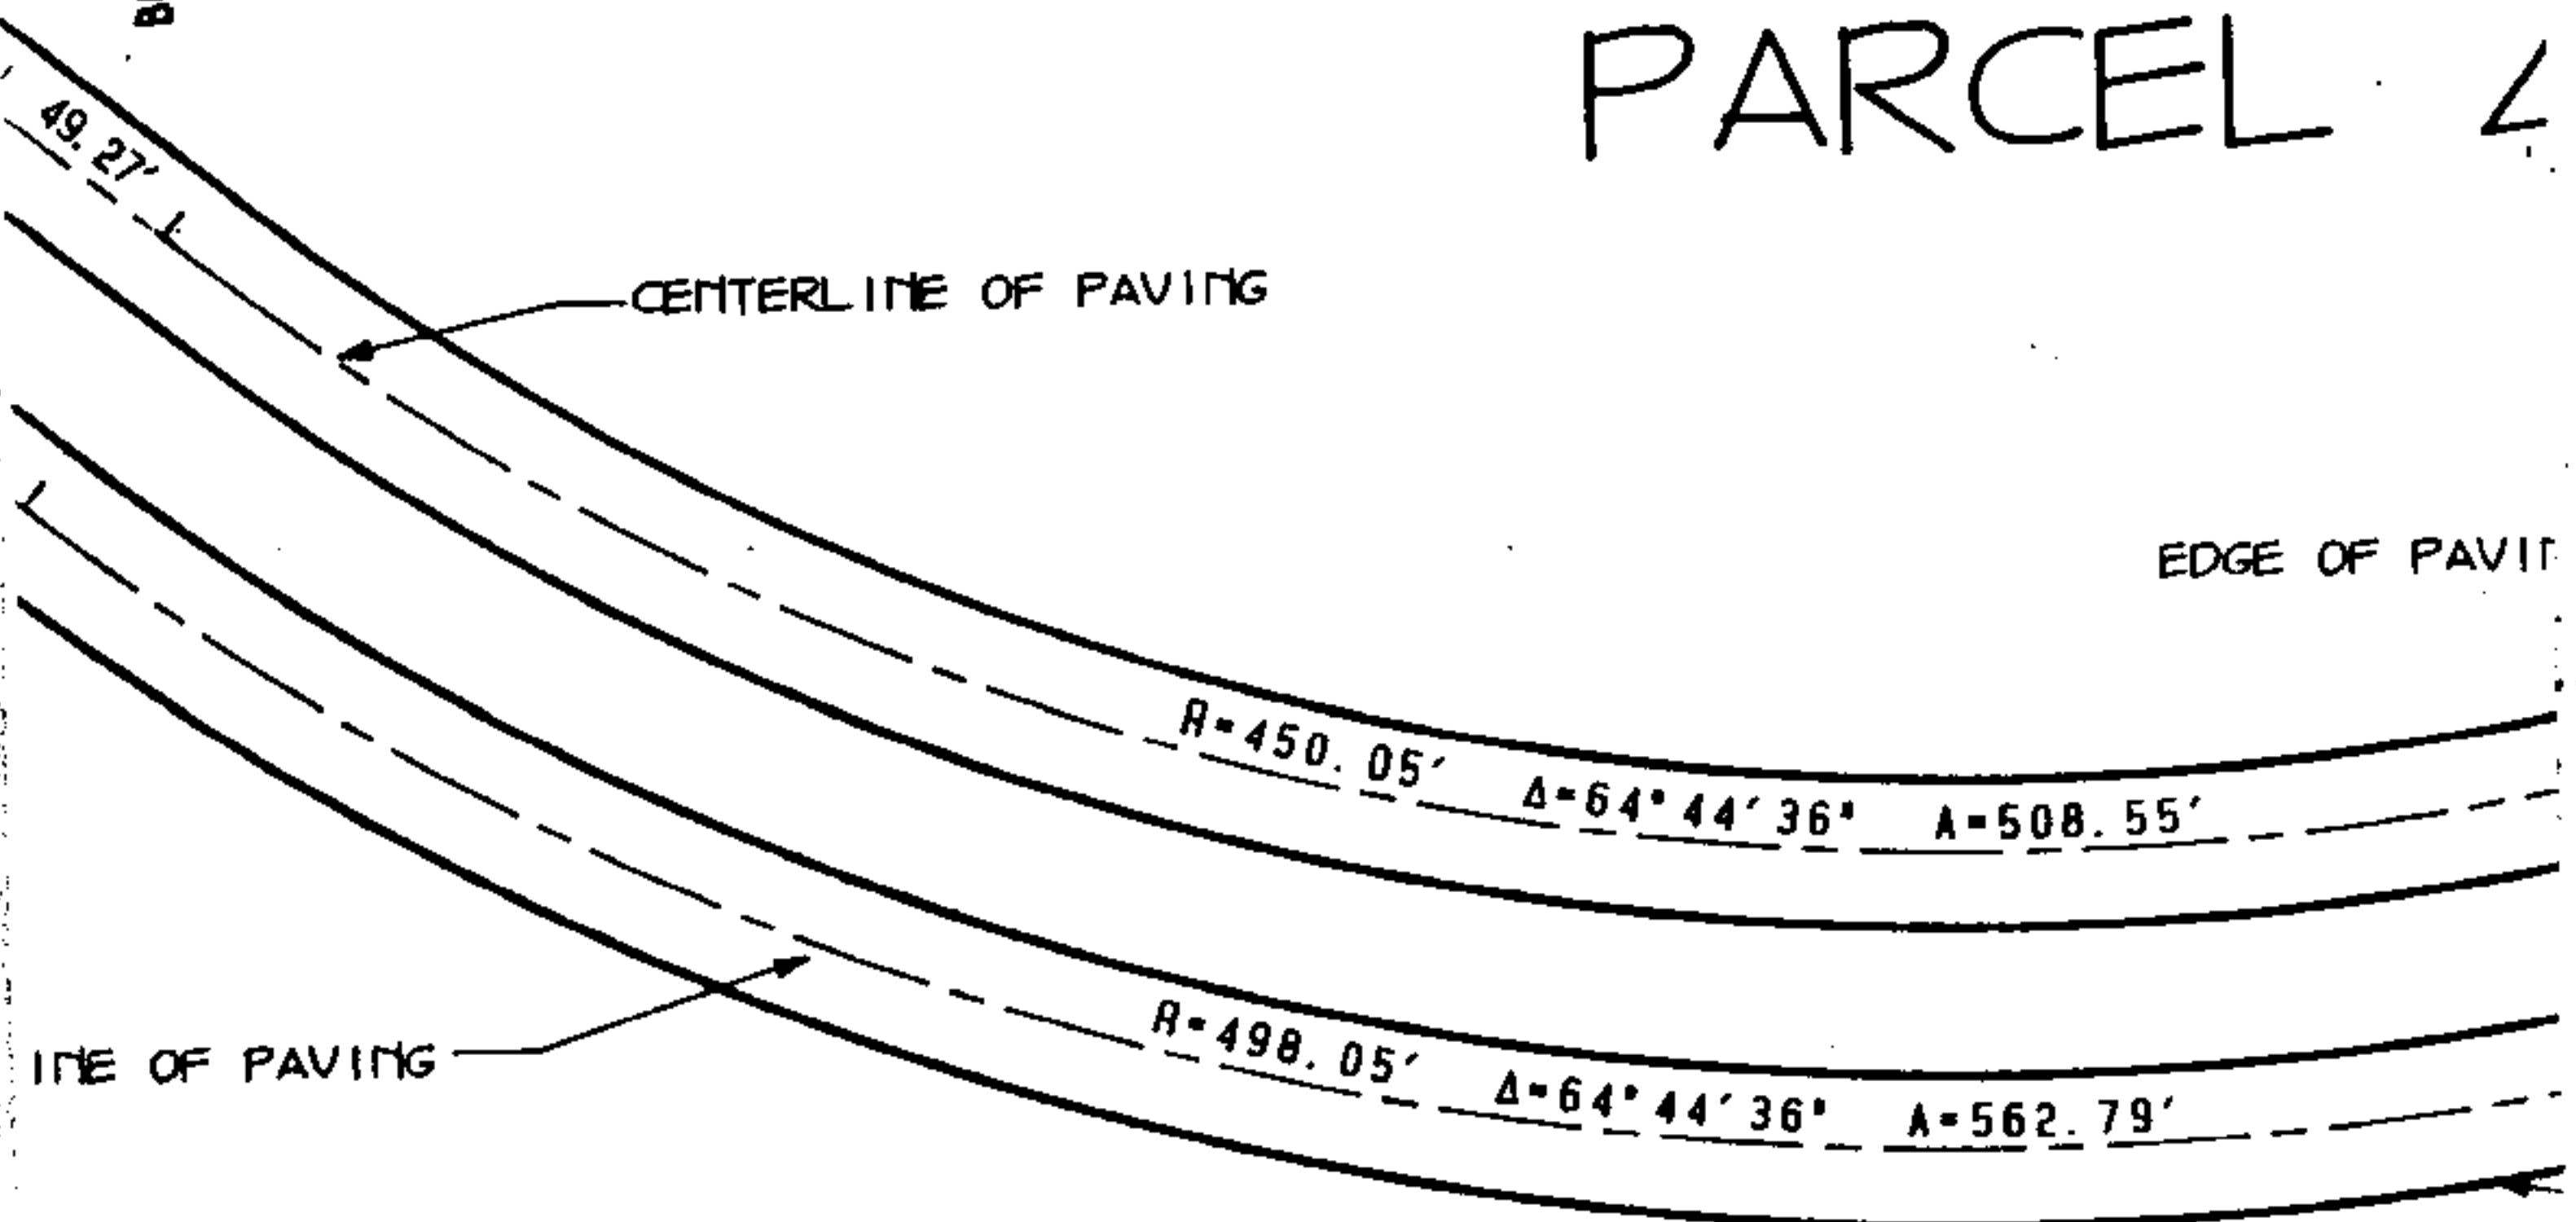 PARCEL
49.27'
CENTERLINE OF PAVING
EDGE OF PAVIN
R=450.05' Δ=64°44'36" A=508.55'
INE OF PAVING
R=498.05' Δ=64°44'36" A=562.79'